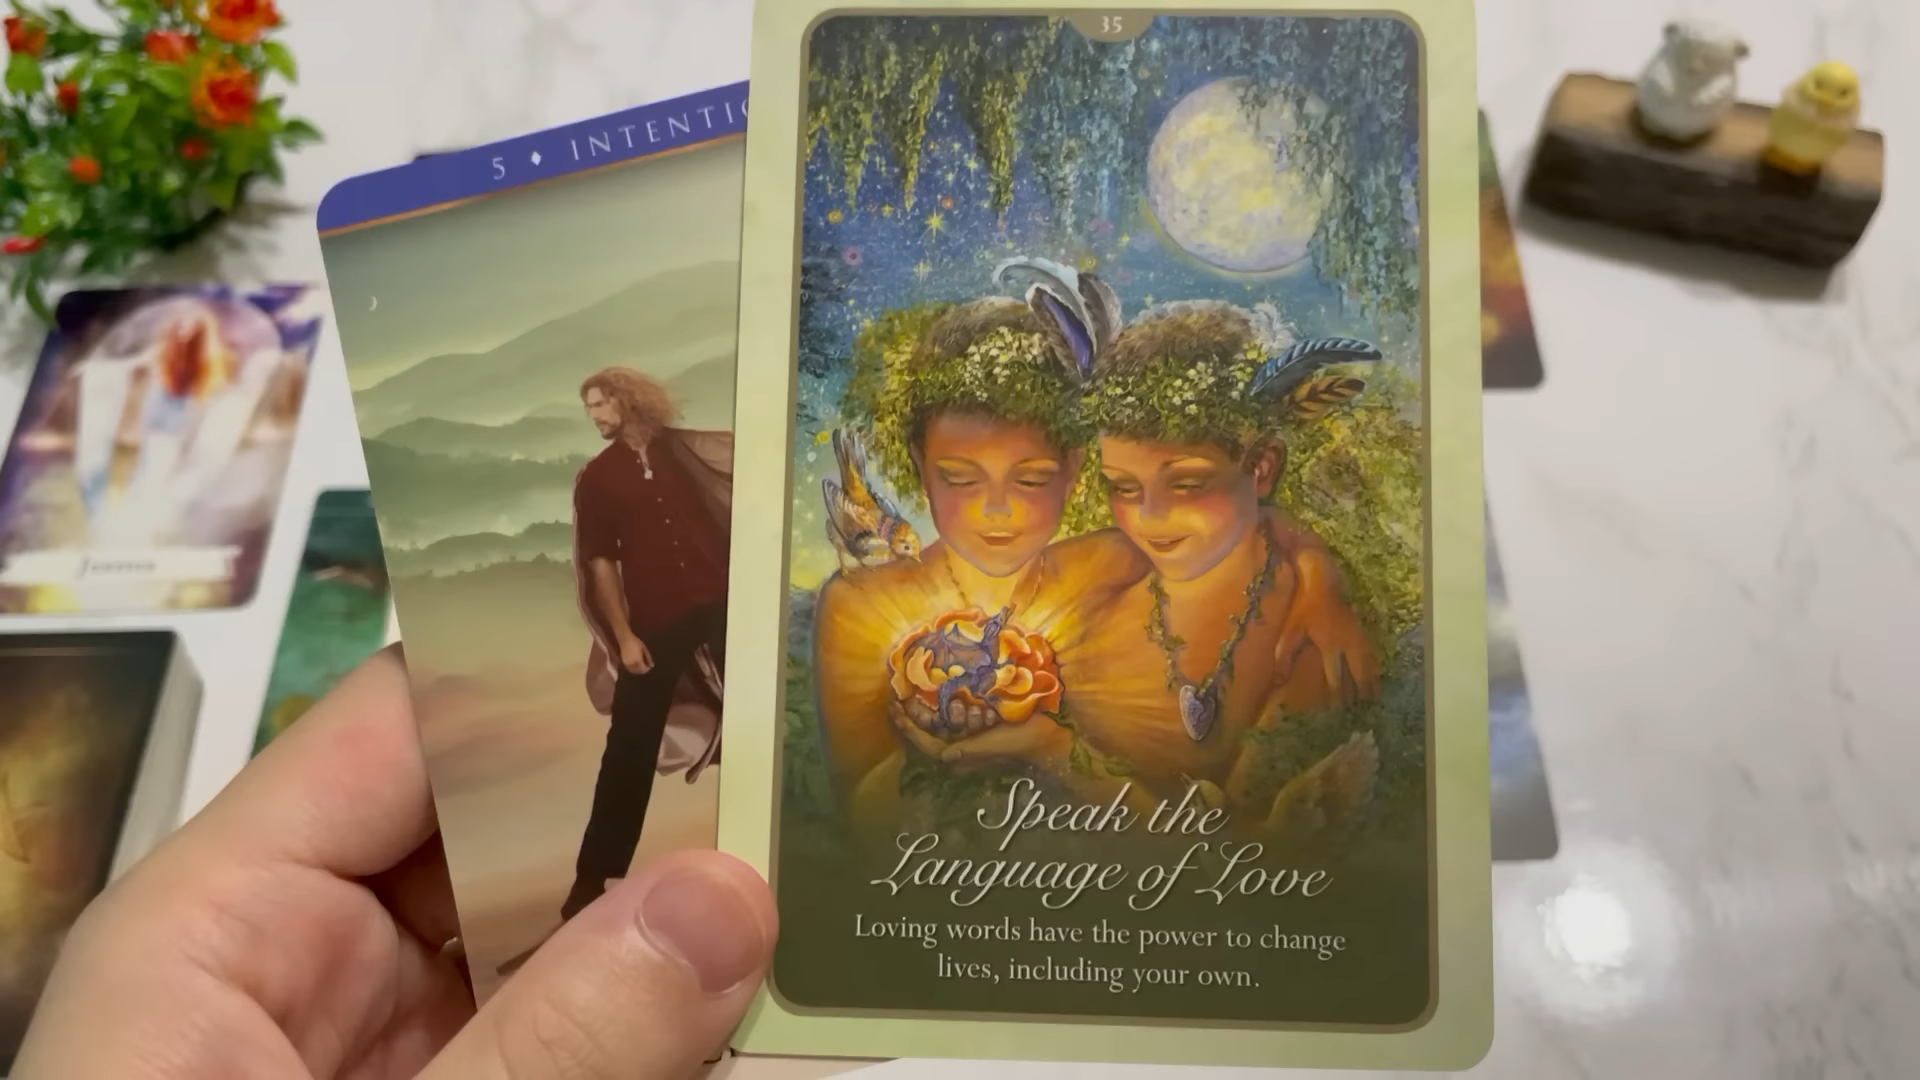 35
5 ♦ INTENTIO
Speak the
Language of Love
Loving words have the power to change
lives, including your own.